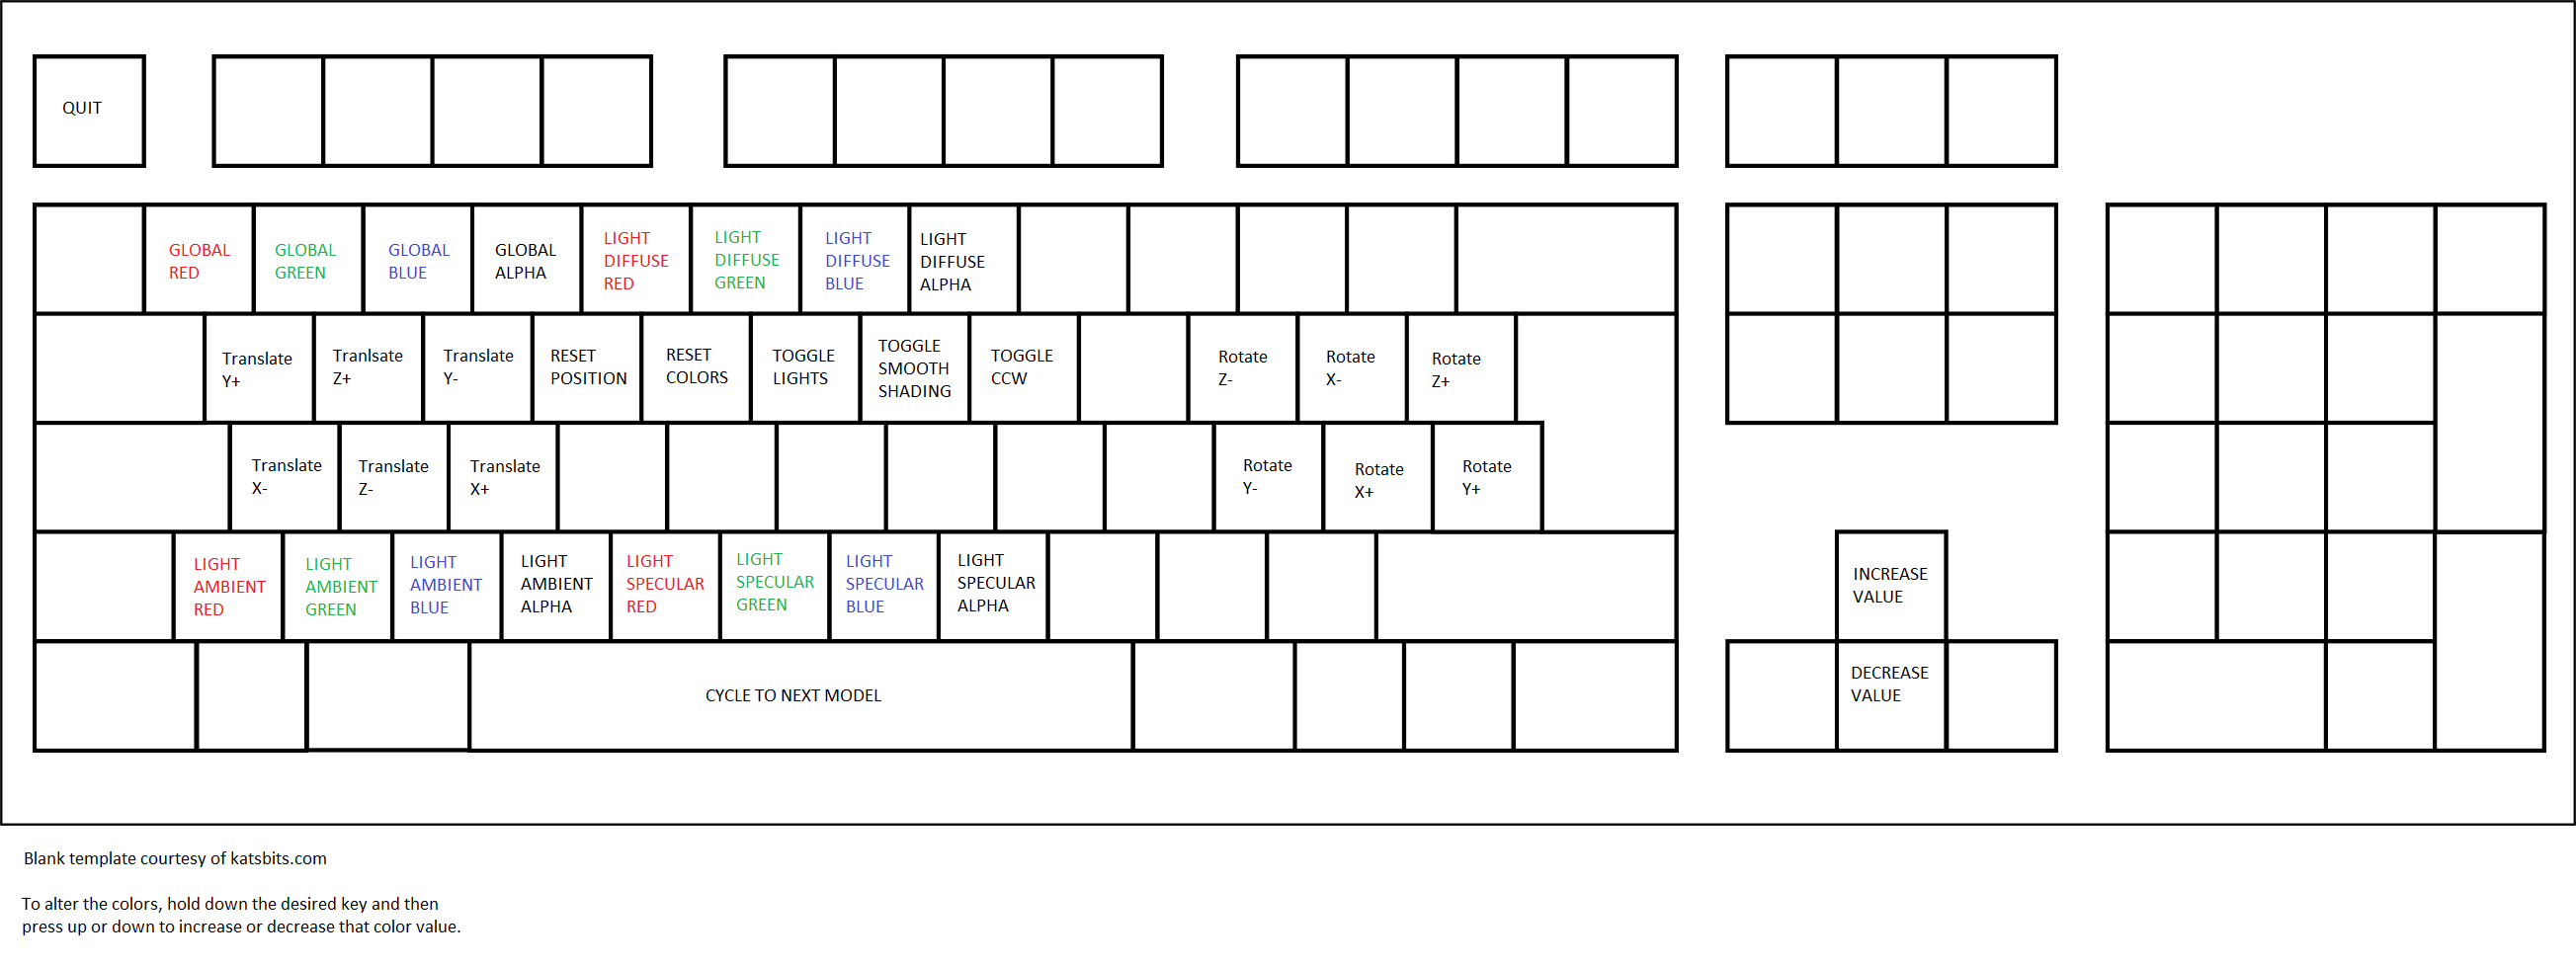 QUIT
GLOBAL
RED
GLOBAL
GREEN
GLOBAL
BLUE
GLOBAL
ALPHA
LIGHT
DIFFUSE
RED
LIGHT
DIFFUSE
GREEN
LIGHT
DIFFUSE
BLUE
LIGHT
DIFFUSE
ALPHA
Translate
Y+
Tranlsate
Z+
Translate
Y-
RESET
POSITION
RESET
COLORS
TOGGLE
LIGHTS
TOGGLE
SMOOTH
SHADING
TOGGLE
CCW
Rotate
Z-
Rotate
X-
Rotate
Z+
Translate
X-
Translate
Z-
Translate
X+
Rotate
Y-
Rotate
X+
Rotate
Y+
LIGHT
AMBIENT
RED
LIGHT
AMBIENT
GREEN
LIGHT
AMBIENT
BLUE
LIGHT
AMBIENT
ALPHA
LIGHT
SPECULAR
RED
LIGHT
SPECULAR
GREEN
LIGHT
SPECULAR
BLUE
LIGHT
SPECULAR
ALPHA
INCREASE
VALUE
CYCLE TO NEXT MODEL
DECREASE
VALUE
Blank template courtesy of katsbits.com
To alter the colors, hold down the desired key and then
press up or down to increase or decrease that color value.